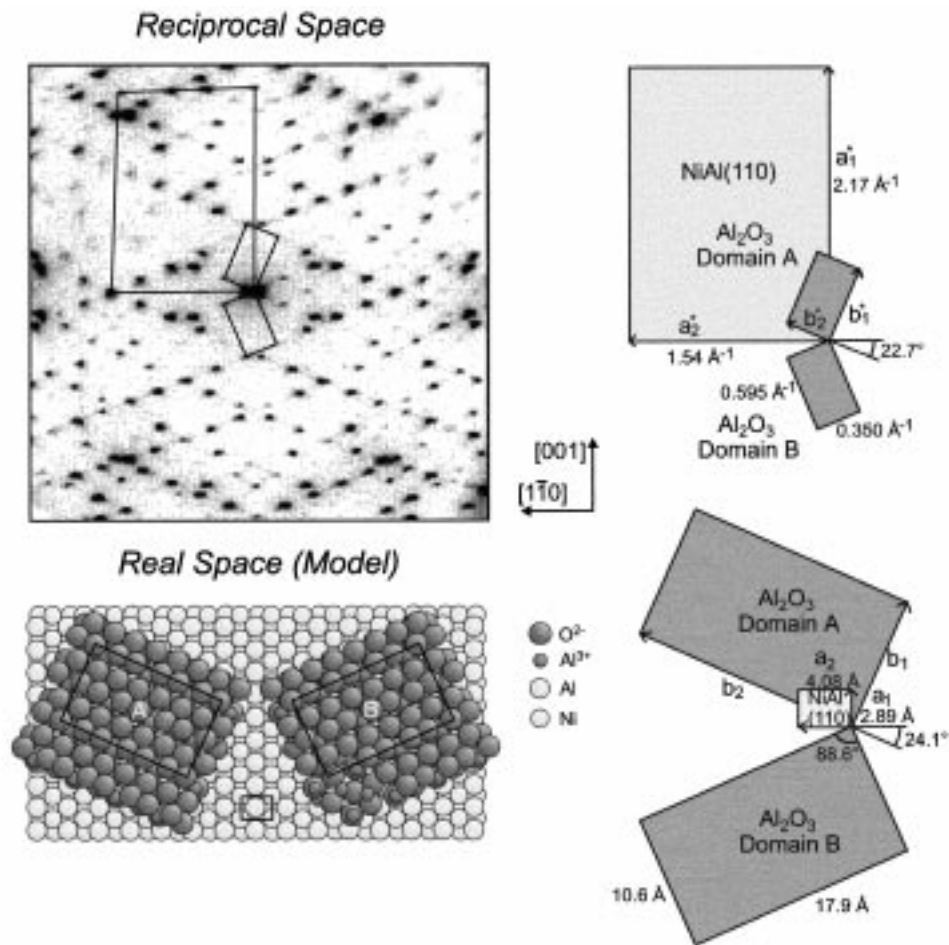 Reciprocal Space
NiAl(110)
a*1
2.17 Å-1
Al2O3
Domain A
b*2
b*1
a*2
1.54 Å-1
22.7°
0.595 Å-1
Al2O3
Domain B
0.350 Å-1
[001]
[11̄0]
Real Space (Model)
A
B
O2-
Al3+
Al
Ni
Al2O3
Domain A
b1
b2
a2
4.08 Å
NiAl
(110)
a1
2.89 Å
24.1°
88.6°
Al2O3
Domain B
10.6 Å
17.9 Å